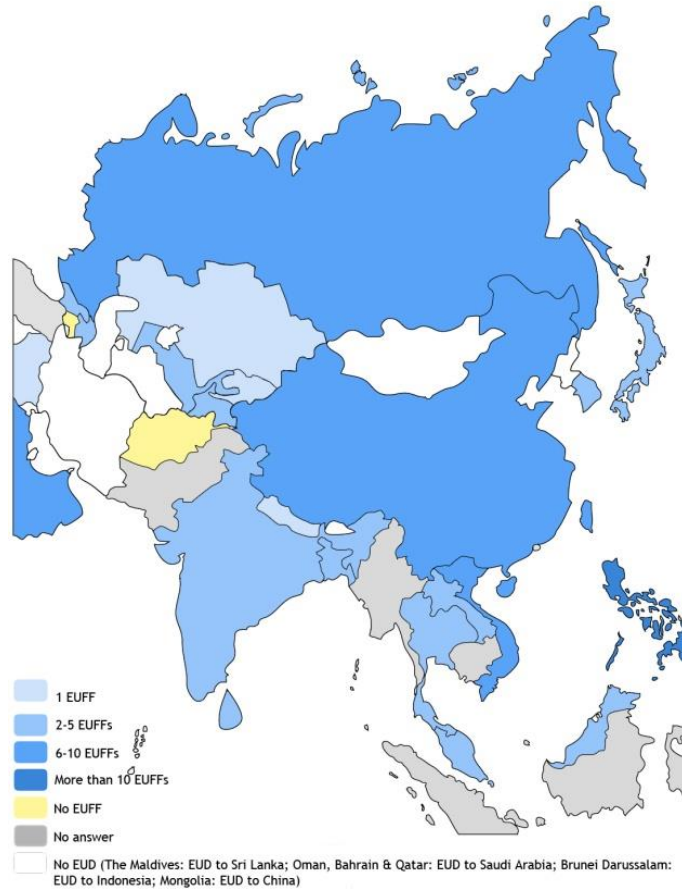 1 EUFF
2-5 EUFFs
6-10 EUFFs
More than 10 EUFFs
No EUFF
No answer
No EUD (The Maldives: EUD to Sri Lanka; Oman, Bahrain & Qatar: EUD to Saudi Arabia; Brunei Darussalam:
EUD to Indonesia; Mongolia: EUD to China)